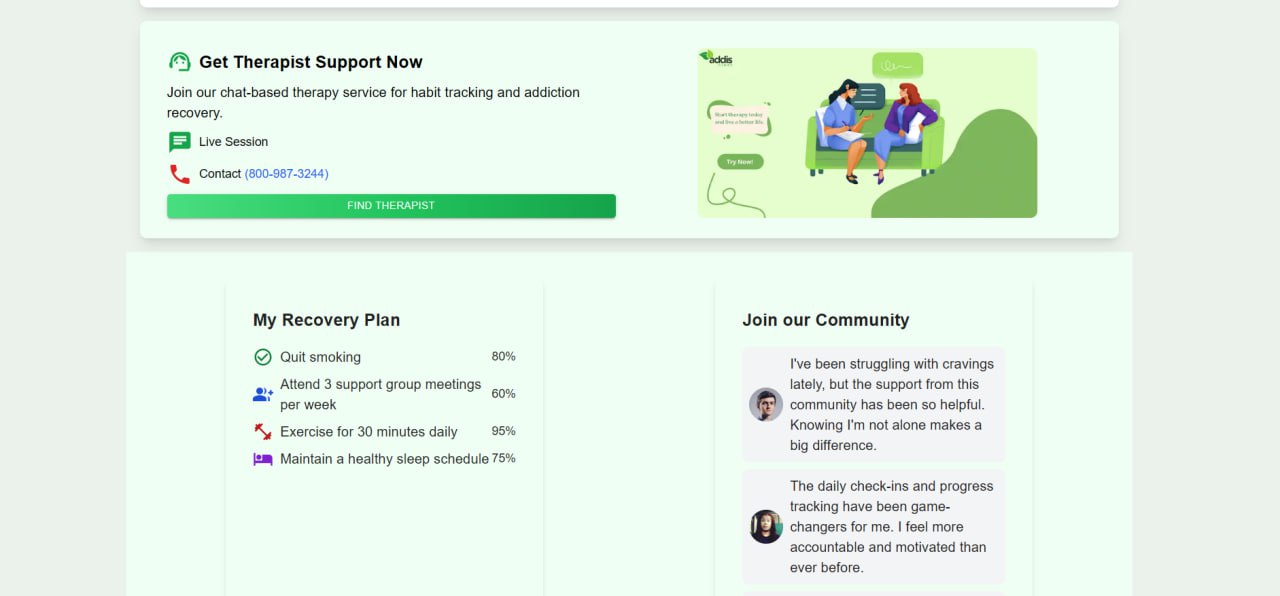 Get Therapist Support Now
Join our chat-based therapy service for habit tracking and addiction
recovery.
Live Session
Contact (800-987-3244)
FIND THERAPIST
addis
Start therapy today
and live a better life.
Try Now!
My Recovery Plan
Quit smoking 80%
Attend 3 support group meetings
per week 60%
Exercise for 30 minutes daily 95%
Maintain a healthy sleep schedule 75%
Join our Community
I've been struggling with cravings
lately, but the support from this
community has been so helpful.
Knowing I'm not alone makes a
big difference.
The daily check-ins and progress
tracking have been game-
changers for me. I feel more
accountable and motivated than
ever before.